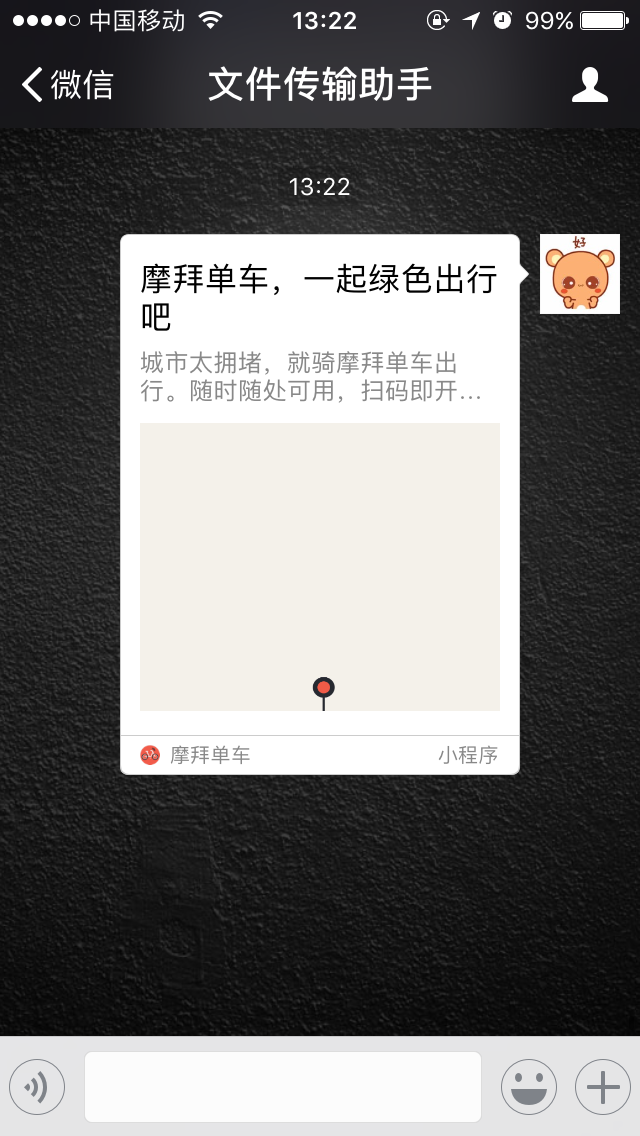 中国移动 13:22 99%
微信 文件传输助手
13:22
好
摩拜单车，一起绿色出行
吧
城市太拥堵，就骑摩拜单车出
行。随时随处可用，扫码即开…
摩拜单车 小程序